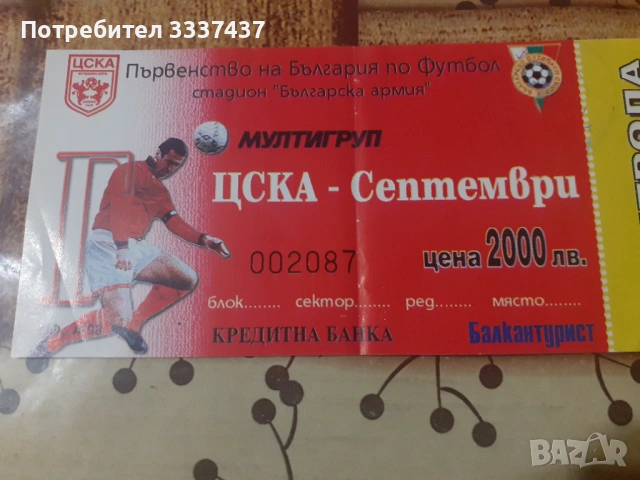 Потребител 3337437
ЦСКА
Първенство на България по Футбол
стадион "Българска армия"
МУЛТИГРУП
ЦСКА - Септември
002087
цена 2000 лв.
блок........ сектор........ ред........ място........
КРЕДИТНА БАНКА
Балкантурист
BAZAR